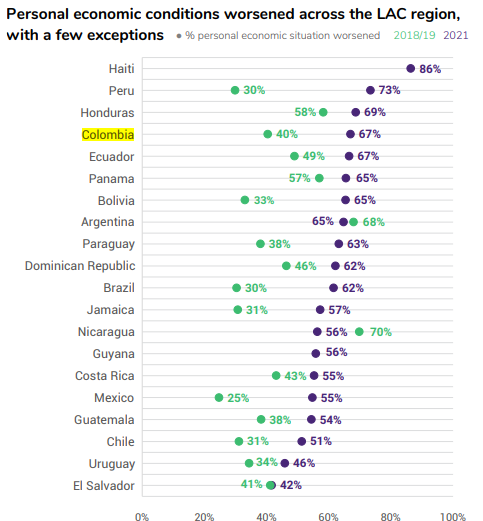 Personal economic conditions worsened across the LAC region,
with a few exceptions % personal economic situation worsened 2018/19 2021
Haiti 86%
Peru 30% 73%
Honduras 58% 69%
Colombia 40% 67%
Ecuador 49% 67%
Panama 57% 65%
Bolivia 33% 65%
Argentina 65% 68%
Paraguay 38% 63%
Dominican Republic 46% 62%
Brazil 30% 62%
Jamaica 31% 57%
Nicaragua 56% 70%
Guyana 56%
Costa Rica 43% 55%
Mexico 25% 55%
Guatemala 38% 54%
Chile 31% 51%
Uruguay 34% 46%
El Salvador 41% 42%
0% 20% 40% 60% 80% 100%